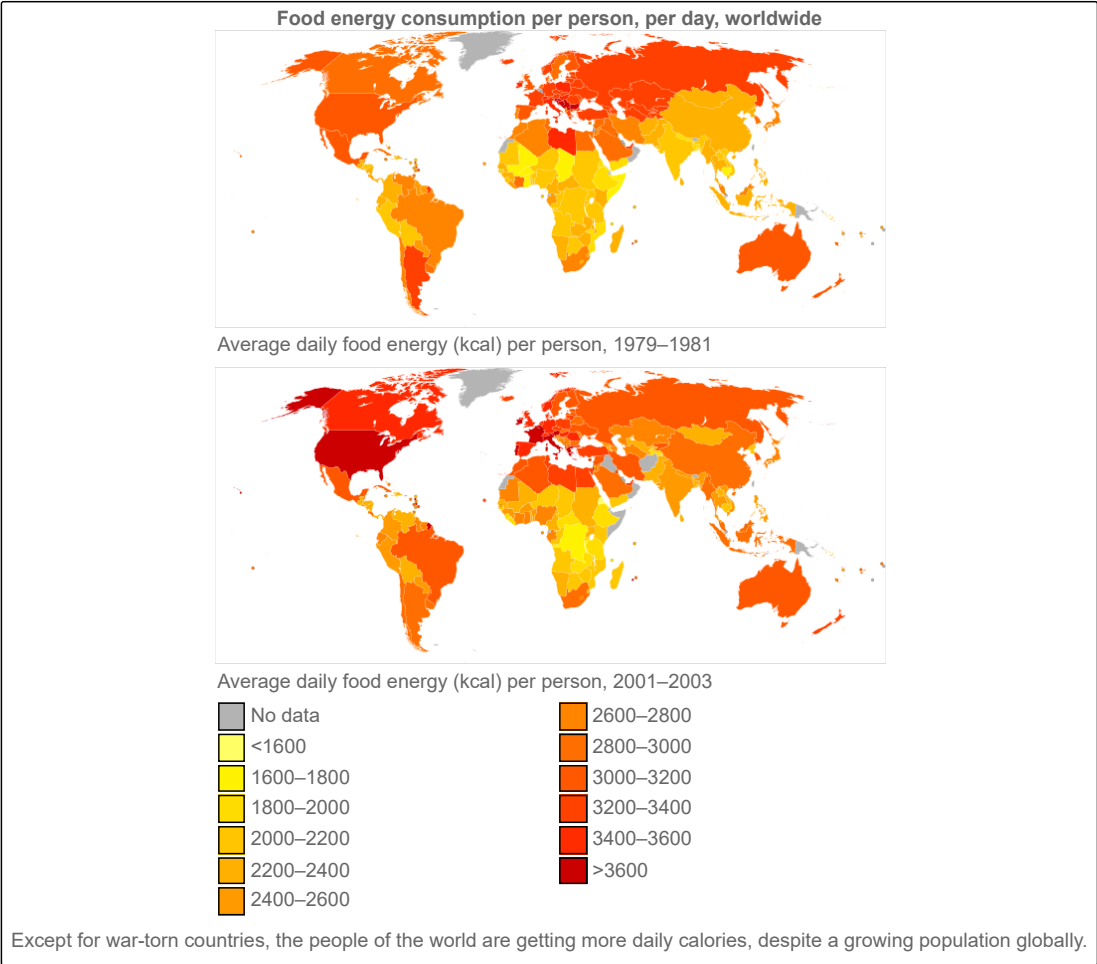 Food energy consumption per person, per day, worldwide
Average daily food energy (kcal) per person, 1979–1981
Average daily food energy (kcal) per person, 2001–2003
No data
<1600
1600–1800
1800–2000
2000–2200
2200–2400
2400–2600
2600–2800
2800–3000
3000–3200
3200–3400
3400–3600
>3600
Except for war-torn countries, the people of the world are getting more daily calories, despite a growing population globally.